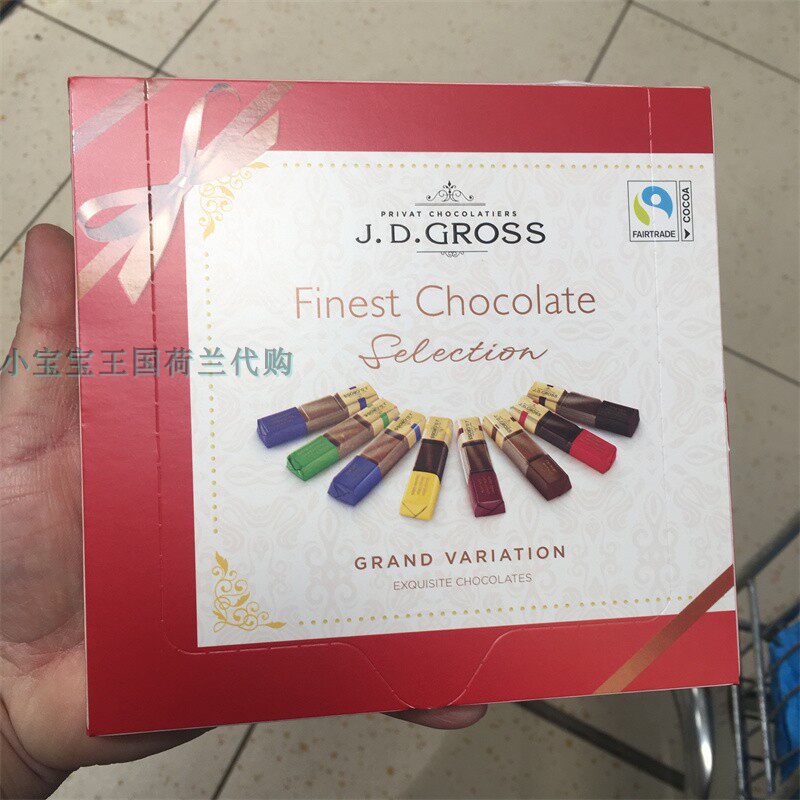 PRIVAT CHOCOLATIERS
J. D. GROSS
FAIRTRADE
COCOA
Finest Chocolate
Selection
小宝宝王国荷兰代购
GRAND VARIATION
EXQUISITE CHOCOLATES